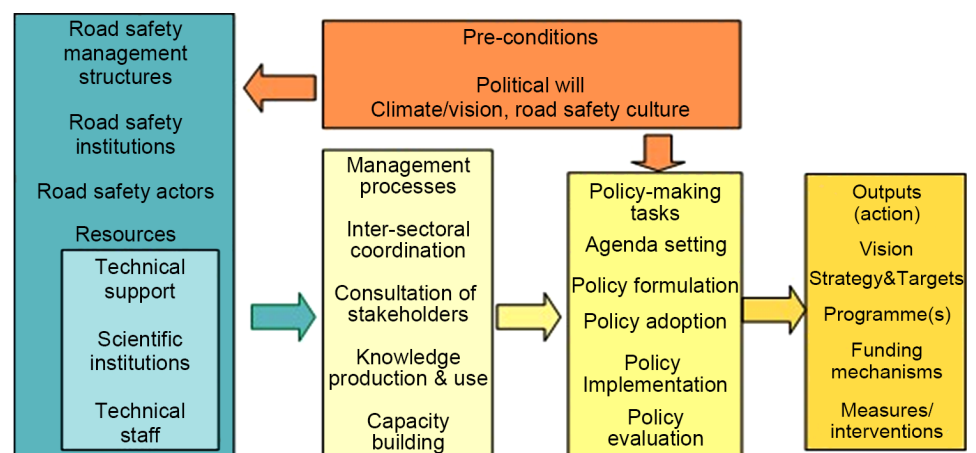 Road safety
management
structures
Road safety
institutions
Road safety actors
Resources
Technical
support
Scientific
institutions
Technical
staff
Pre-conditions
Political will
Climate/vision, road safety culture
Management
processes
Inter-sectoral
coordination
Consultation of
stakeholders
Knowledge
production & use
Capacity
building
Policy-making
tasks
Agenda setting
Policy formulation
Policy adoption
Policy
Implementation
Policy
evaluation
Outputs
(action)
Vision
Strategy&Targets
Programme(s)
Funding
mechanisms
Measures/
interventions